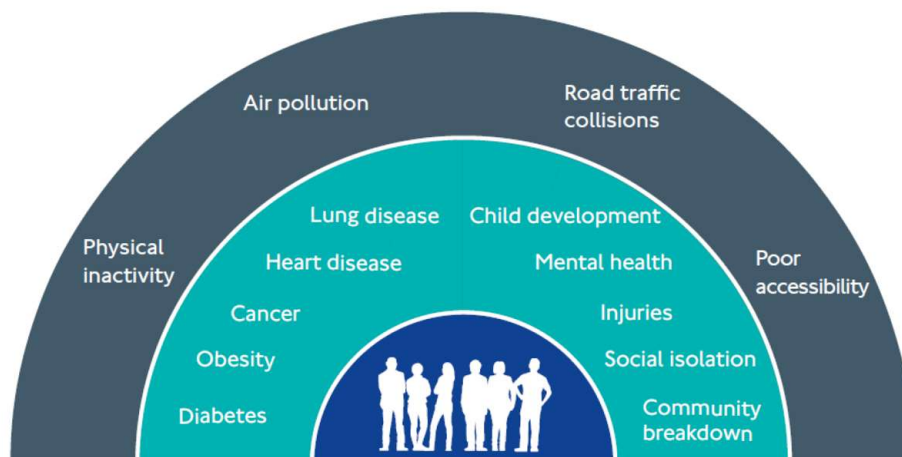 Air pollution
Road traffic
collisions
Physical
inactivity
Poor
accessibility
Lung disease
Heart disease
Cancer
Obesity
Diabetes
Child development
Mental health
Injuries
Social isolation
Community
breakdown